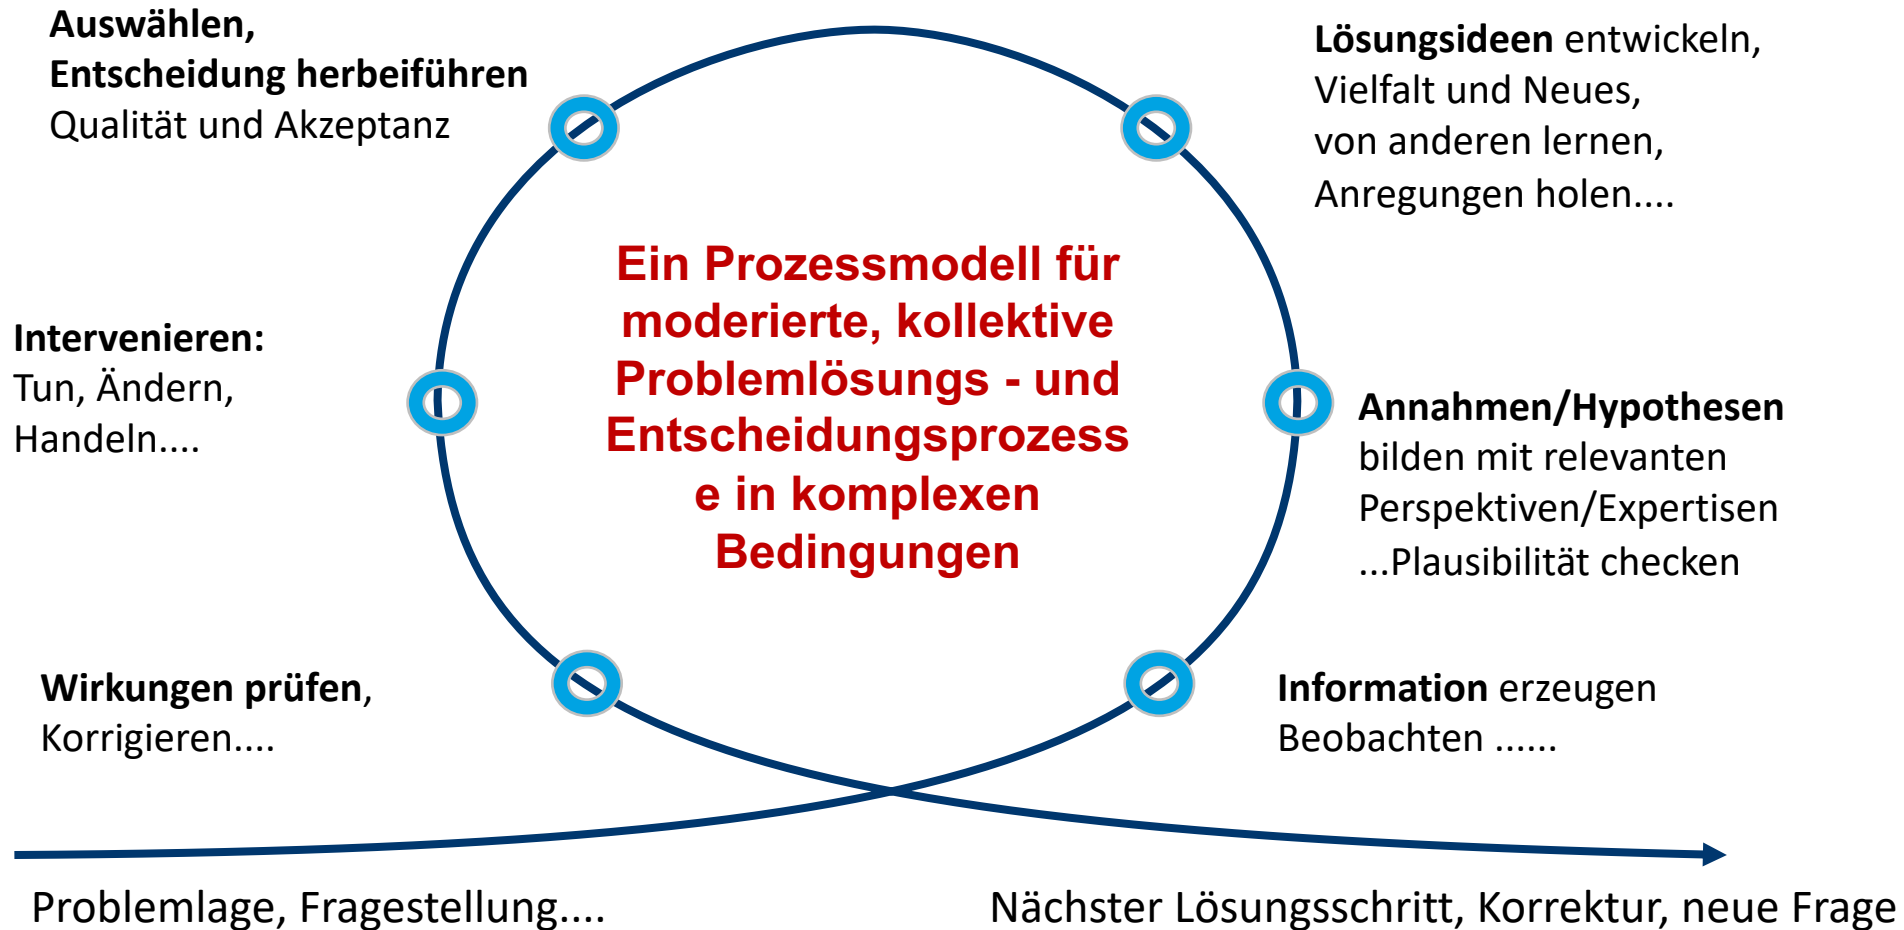 Auswählen,
Entscheidung herbeiführen
Qualität und Akzeptanz
Lösungsideen entwickeln,
Vielfalt und Neues,
von anderen lernen,
Anregungen holen....
Ein Prozessmodell für
moderierte, kollektive
Problemlösungs - und
Entscheidungsprozess
e in komplexen
Bedingungen
Intervenieren:
Tun, Ändern,
Handeln....
Annahmen/Hypothesen
bilden mit relevanten
Perspektiven/Expertisen
...Plausibilität checken
Wirkungen prüfen,
Korrigieren....
Information erzeugen
Beobachten ......
Problemlage, Fragestellung....
Nächster Lösungsschritt, Korrektur, neue Frage